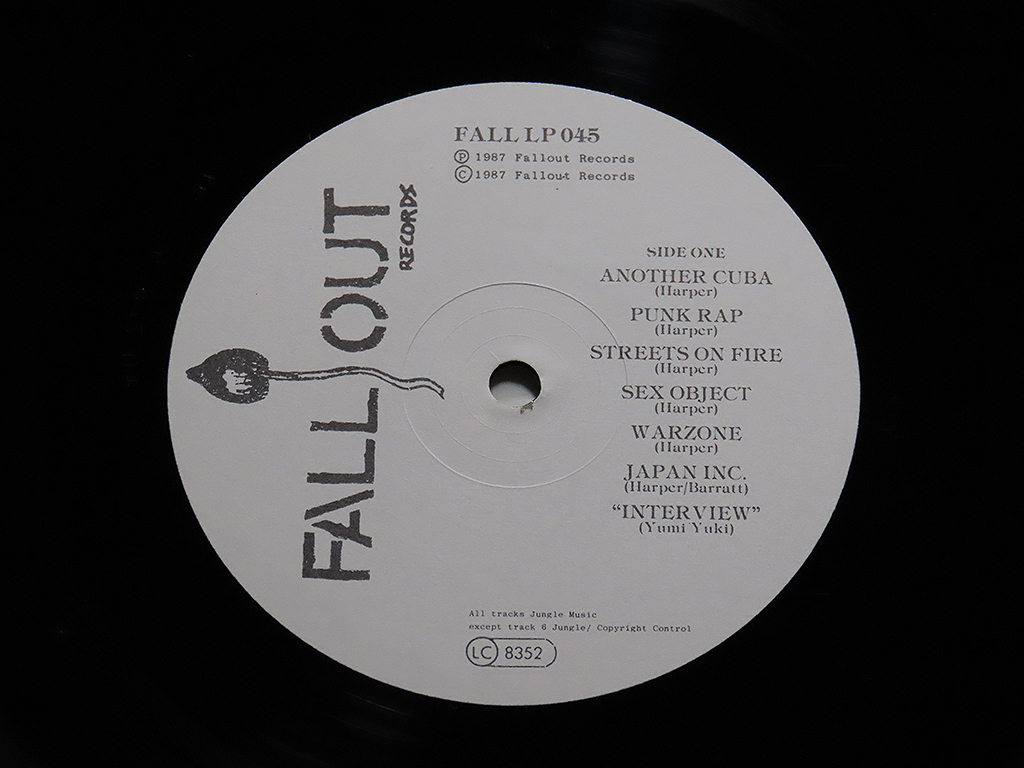 FALL LP 045
Ⓟ 1987 Fallout Records
Ⓒ 1987 Fallout Records
FALL OUT
RECORDS
SIDE ONE
ANOTHER CUBA
(Harper)
PUNK RAP
(Harper)
STREETS ON FIRE
(Harper)
SEX OBJECT
(Harper)
WARZONE
(Harper)
JAPAN INC.
(Harper/Barratt)
“INTERVIEW”
(Yumi Yuki)
All tracks Jungle Music
except track 6 Jungle/ Copyright Control
LC 8352